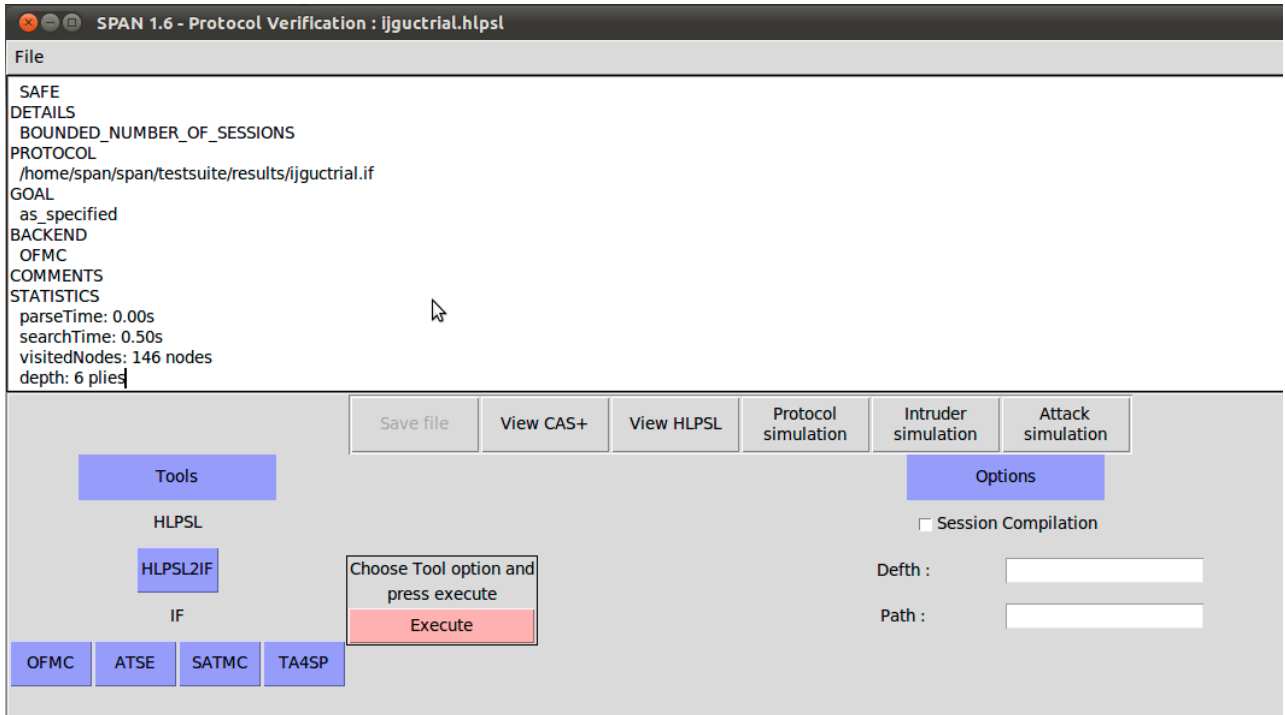 SPAN 1.6 - Protocol Verification : ijguctrial.hlpsl
File
SAFE
DETAILS
BOUNDED_NUMBER_OF_SESSIONS
PROTOCOL
/home/span/span/testsuite/results/ijguctrial.if
GOAL
as_specified
BACKEND
OFMC
COMMENTS
STATISTICS
parseTime: 0.00s
searchTime: 0.50s
visitedNodes: 146 nodes
depth: 6 plies
Save file
View CAS+
View HLPSL
Protocol
simulation
Intruder
simulation
Attack
simulation
Tools
Options
HLPSL
Session Compilation
HLPSL2IF
Choose Tool option and
press execute
Execute
Defth :
IF
Path :
OFMC
ATSE
SATMC
TA4SP